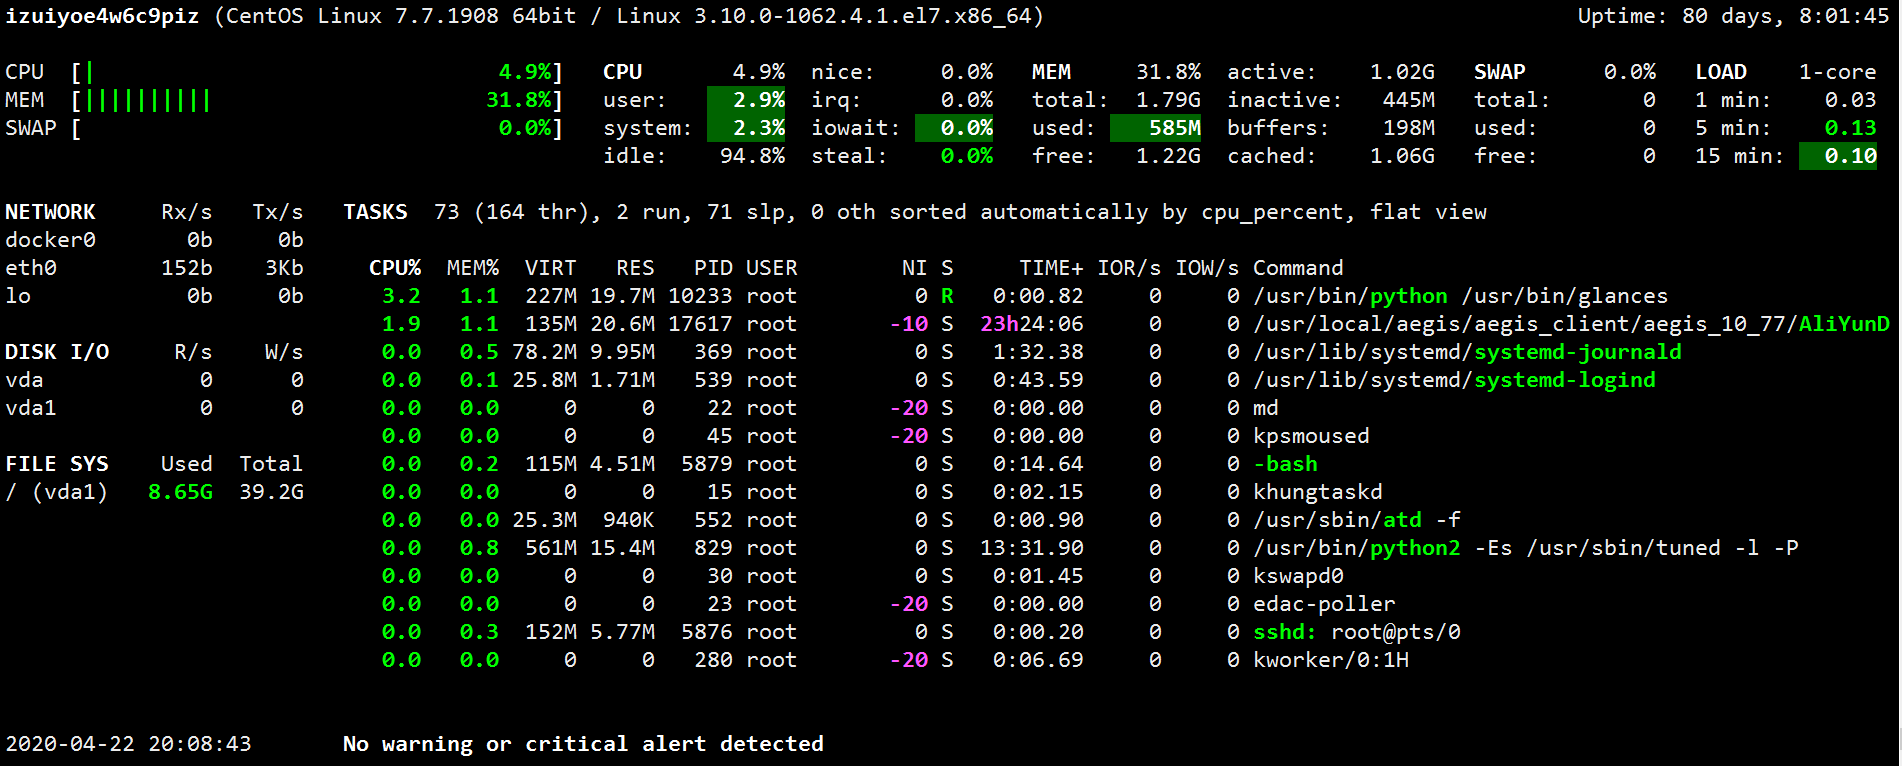 izuiyoe4w6c9piz (CentOS Linux 7.7.1908 64bit / Linux 3.10.0-1062.4.1.el7.x86_64) Uptime: 80 days, 8:01:45
CPU [| 4.9%] CPU 4.9% nice: 0.0% MEM 31.8% active: 1.02G SWAP 0.0% LOAD 1-core
MEM [|||||||||| 31.8%] user: 2.9% irq: 0.0% total: 1.79G inactive: 445M total: 0 1 min: 0.03
SWAP [ 0.0%] system: 2.3% iowait: 0.0% used: 585M buffers: 198M used: 0 5 min: 0.13
idle: 94.8% steal: 0.0% free: 1.22G cached: 1.06G free: 0 15 min: 0.10
NETWORK Rx/s Tx/s TASKS 73 (164 thr), 2 run, 71 slp, 0 oth sorted automatically by cpu_percent, flat view
docker0 0b 0b
eth0 152b 3Kb CPU% MEM% VIRT RES PID USER NI S TIME+ IOR/s IOW/s Command
lo 0b 0b 3.2 1.1 227M 19.7M 10233 root 0 R 0:00.82 0 0 /usr/bin/python /usr/bin/glances
1.9 1.1 135M 20.6M 17617 root -10 S 23h24:06 0 0 /usr/local/aegis/aegis_client/aegis_10_77/AliYunD
DISK I/O R/s W/s 0.0 0.5 78.2M 9.95M 369 root 0 S 1:32.38 0 0 /usr/lib/systemd/systemd-journald
vda 0 0 0.0 0.1 25.8M 1.71M 539 root 0 S 0:43.59 0 0 /usr/lib/systemd/systemd-logind
vda1 0 0 0.0 0.0 0 0 22 root -20 S 0:00.00 0 0 md
0.0 0.0 0 0 45 root -20 S 0:00.00 0 0 kpsmoused
FILE SYS Used Total 0.0 0.2 115M 4.51M 5879 root 0 S 0:14.64 0 0 -bash
/ (vda1) 8.65G 39.2G 0.0 0.0 0 0 15 root 0 S 0:02.15 0 0 khungtaskd
0.0 0.0 25.3M 940K 552 root 0 S 0:00.90 0 0 /usr/sbin/atd -f
0.0 0.8 561M 15.4M 829 root 0 S 13:31.90 0 0 /usr/bin/python2 -Es /usr/sbin/tuned -l -P
0.0 0.0 0 0 30 root 0 S 0:01.45 0 0 kswapd0
0.0 0.0 0 0 23 root -20 S 0:00.00 0 0 edac-poller
0.0 0.3 152M 5.77M 5876 root 0 S 0:00.20 0 0 sshd: root@pts/0
0.0 0.0 0 0 280 root -20 S 0:06.69 0 0 kworker/0:1H
2020-04-22 20:08:43 No warning or critical alert detected